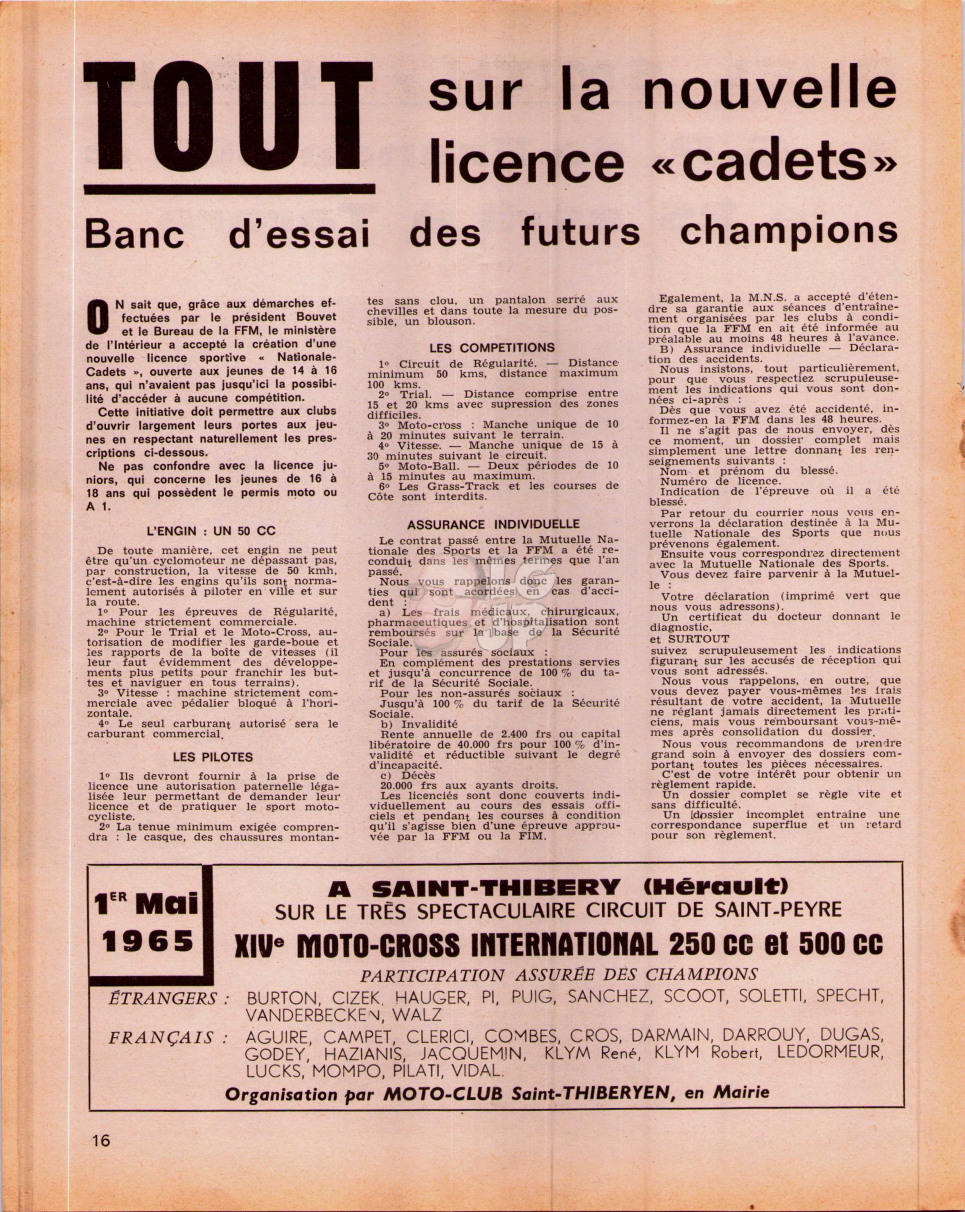 TOUT sur la nouvelle
licence «cadets»
Banc d'essai des futurs champions
ON sait que, grâce aux démarches ef-
fectuées par le président Bouvet
et le Bureau de la FFM, le ministère
de l'Intérieur a accepté la création d'une
nouvelle licence sportive « Nationale-
Cadets », ouverte aux jeunes de 14 à 16
ans, qui n'avaient pas jusqu'ici la possibi-
lité d'accéder à aucune compétition.
Cette initiative doit permettre aux clubs
d'ouvrir largement leurs portes aux jeu-
nes en respectant naturellement les pres-
criptions ci-dessous.
Ne pas confondre avec la licence ju-
niors, qui concerne les jeunes de 16 à
18 ans qui possèdent le permis moto ou
A 1.
L'ENGIN : UN 50 CC
De toute manière, cet engin ne peut
être qu'un cyclomoteur ne dépassant pas,
par construction, la vitesse de 50 kmh,
c'est-à-dire les engins qu'ils sont norma-
lement autorisés à piloter en ville et sur
la route.
1° Pour les épreuves de Régularité,
machine strictement commerciale.
2° Pour le Trial et le Moto-Cross, au-
torisation de modifier les garde-boue et
les rapports de la boîte de vitesses (il
leur faut évidemment des développe-
ments plus petits pour franchir les but-
tes et naviguer en tous terrains).
3° Vitesse : machine strictement com-
merciale avec pédalier bloqué à l'hori-
zontale.
4° Le seul carburant autorisé sera le
carburant commercial.
LES PILOTES
1° Ils devront fournir à la prise de
licence une autorisation paternelle léga-
lisée leur permettant de demander leur
licence et de pratiquer le sport moto-
cycliste.
2° La tenue minimum exigée compren-
dra : le casque, des chaussures montan-
tes sans clou, un pantalon serré aux
chevilles et dans toute la mesure du pos-
sible, un blouson.
LES COMPETITIONS
1° Circuit de Régularité. — Distance
minimum 50 kms, distance maximum
100 kms.
2° Trial. — Distance comprise entre
15 et 20 kms avec supression des zones
difficiles.
3° Moto-cross : Manche unique de 10
à 20 minutes suivant le terrain.
4° Vitesse. — Manche unique de 15 à
30 minutes suivant le circuit.
5° Moto-Ball. — Deux périodes de 10
à 15 minutes au maximum.
6° Les Grass-Track et les courses de
Côte sont interdits.
ASSURANCE INDIVIDUELLE
Le contrat passé entre la Mutuelle Na-
tionale des Sports et la FFM a été re-
conduit dans les mêmes termes que l'an
passé.
Nous vous rappelons donc les garan-
ties qui sont acordées en cas d'acci-
dent :
a) Les frais médicaux, chirurgicaux,
pharmaceutiques et d'hospitalisation sont
remboursés sur la base de la Sécurité
Sociale.
Pour les assurés sociaux :
En complément des prestations servies
et jusqu'à concurrence de 100 % du ta-
rif de la Sécurité Sociale.
Pour les non-assurés sociaux :
Jusqu'à 100 % du tarif de la Sécurité
Sociale.
b) Invalidité
Rente annuelle de 2.400 frs ou capital
libératoire de 40.000 frs pour 100 % d'in-
validité et réductible suivant le degré
d'incapacité.
c) Décès
20.000 frs aux ayants droits.
Les licenciés sont donc couverts indi-
viduellement au cours des essais offi-
ciels et pendant les courses à condition
qu'il s'agisse bien d'une épreuve approu-
vée par la FFM ou la FIM.
Egalement, la M.N.S. a accepté d'éten-
dre sa garantie aux séances d'entraîne-
ment organisées par les clubs à condi-
tion que la FFM en ait été informée au
préalable au moins 48 heures à l'avance.
B) Assurance individuelle — Déclara-
tion des accidents.
Nous insistons, tout particulièrement,
pour que vous respectiez scrupuleuse-
ment les indications qui vous sont don-
nées ci-après :
Dès que vous avez été accidenté, in-
formez-en la FFM dans les 48 heures.
Il ne s'agit pas de nous envoyer, dès
ce moment, un dossier complet mais
simplement une lettre donnant les ren-
seignements suivants :
Nom et prénom du blessé.
Numéro de licence.
Indication de l'épreuve où il a été
blessé.
Par retour du courrier nous vous en-
verrons la déclaration destinée à la Mu-
tuelle Nationale des Sports que nous
prévenons également.
Ensuite vous correspondrez directement
avec la Mutuelle Nationale des Sports.
Vous devez faire parvenir à la Mutuel-
le :
Votre déclaration (imprimé vert que
nous vous adressons).
Un certificat du docteur donnant le
diagnostic,
et SURTOUT
suivez scrupuleusement les indications
figurant sur les accusés de réception qui
vous sont adressés.
Nous vous rappelons, en outre, que
vous devez payer vous-mêmes les frais
résultant de votre accident, la Mutuelle
ne réglant jamais directement les prati-
ciens, mais vous remboursant vous-mê-
mes après consolidation du dossier.
Nous vous recommandons de prendre
grand soin à envoyer des dossiers com-
portant toutes les pièces nécessaires.
C'est de votre intérêt pour obtenir un
règlement rapide.
Un dossier complet se règle vite et
sans difficulté.
Un dossier incomplet entraîne une
correspondance superflue et un retard
pour son règlement.
1ER Mai
1965
A SAINT-THIBERY (Hérault)
SUR LE TRÈS SPECTACULAIRE CIRCUIT DE SAINT-PEYRE
XIVe MOTO-CROSS INTERNATIONAL 250 cc et 500 cc
PARTICIPATION ASSURÉE DES CHAMPIONS
ÉTRANGERS : BURTON, CIZEK, HAUGER, PI, PUIG, SANCHEZ, SCOOT, SOLETTI, SPECHT,
VANDERBECKEN, WALZ
FRANÇAIS : AGUIRE, CAMPET, CLERICI, COMBES, CROS, DARMAIN, DARROUY, DUGAS,
GODEY, HAZIANIS, JACQUEMIN, KLYM René, KLYM Robert, LEDORMEUR,
LUCKS, MOMPO, PILATI, VIDAL.
Organisation par MOTO-CLUB Saint-THIBERYEN, en Mairie
16